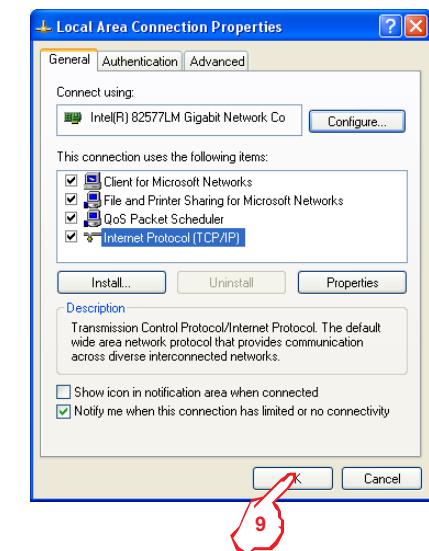 Local Area Connection Properties
General Authentication Advanced
Connect using:
Intel(R) 82577LM Gigabit Network Co Configure...
This connection uses the following items:
Client for Microsoft Networks
File and Printer Sharing for Microsoft Networks
QoS Packet Scheduler
Internet Protocol (TCP/IP)
Install... Uninstall Properties
Description
Transmission Control Protocol/Internet Protocol. The default
wide area network protocol that provides communication
across diverse interconnected networks.
Show icon in notification area when connected
Notify me when this connection has limited or no connectivity
Cancel
9